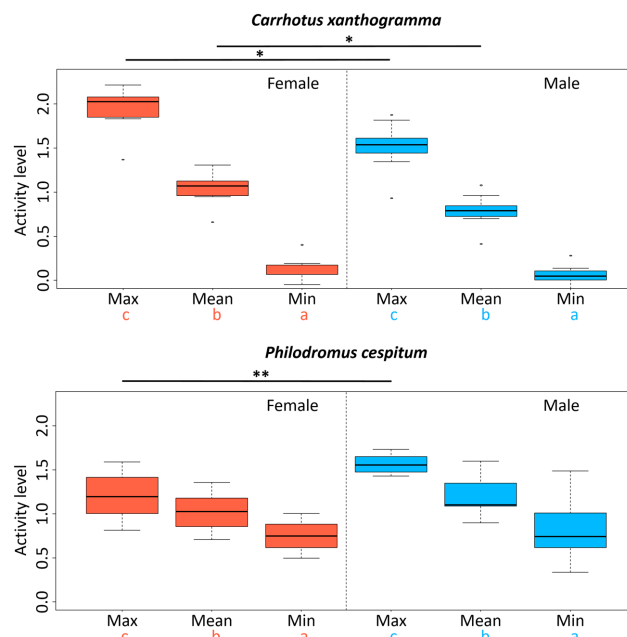 Carrhotus xanthogramma
*
*
Female Male
2.0
1.5
1.0
0.5
0.0
Activity level
Max Mean Min Max Mean Min
c b a c b a
Philodromus cespitum
**
Female Male
2.0
1.5
1.0
0.5
0.0
Activity level
Max Mean Min Max Mean Min
c b a c b a